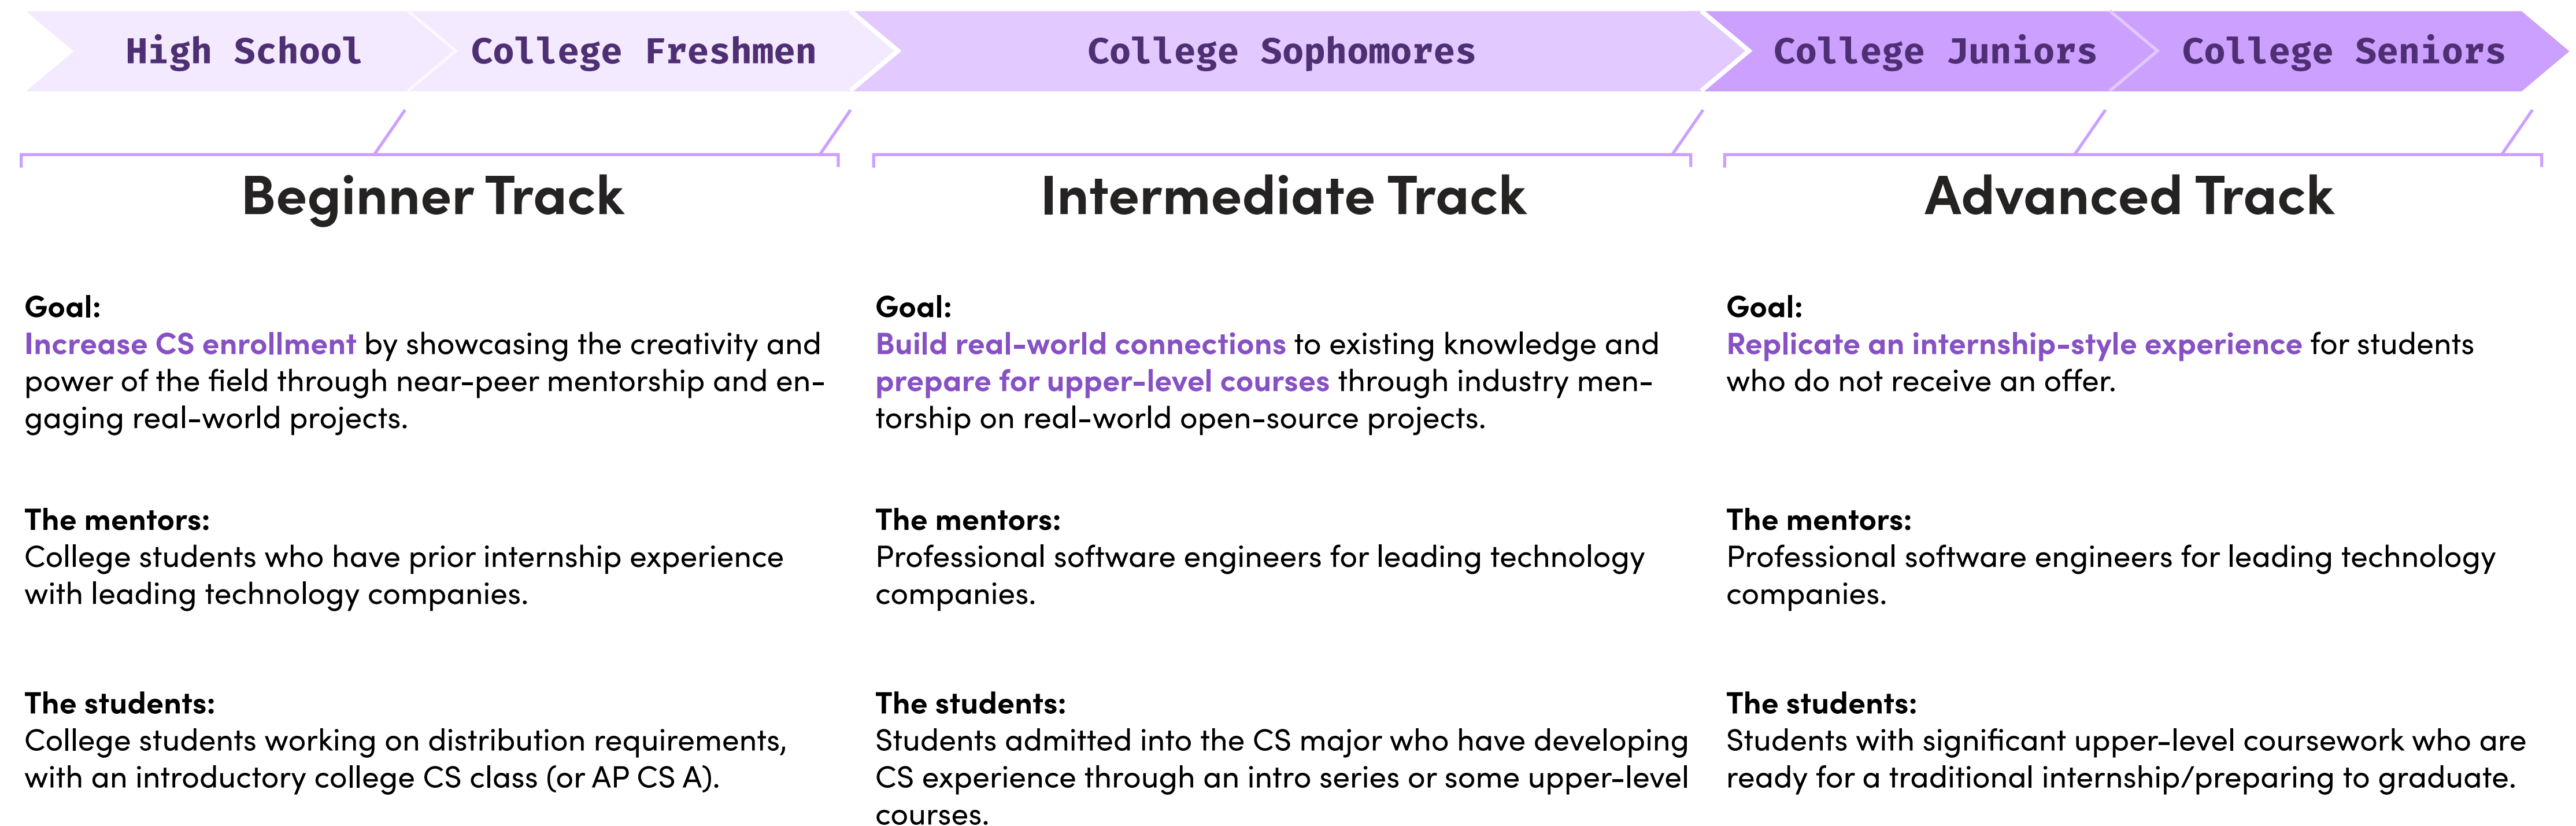 High School
College Freshmen
College Sophomores
College Juniors
College Seniors
Beginner Track
Goal:
Increase CS enrollment by showcasing the creativity and
power of the field through near-peer mentorship and en-
gaging real-world projects.
The mentors:
College students who have prior internship experience
with leading technology companies.
The students:
College students working on distribution requirements,
with an introductory college CS class (or AP CS A).
Intermediate Track
Goal:
Build real-world connections to existing knowledge and
prepare for upper-level courses through industry men-
torship on real-world open-source projects.
The mentors:
Professional software engineers for leading technology
companies.
The students:
Students admitted into the CS major who have developing
CS experience through an intro series or some upper-level
courses.
Advanced Track
Goal:
Replicate an internship-style experience for students
who do not receive an offer.
The mentors:
Professional software engineers for leading technology
companies.
The students:
Students with significant upper-level coursework who are
ready for a traditional internship/preparing to graduate.